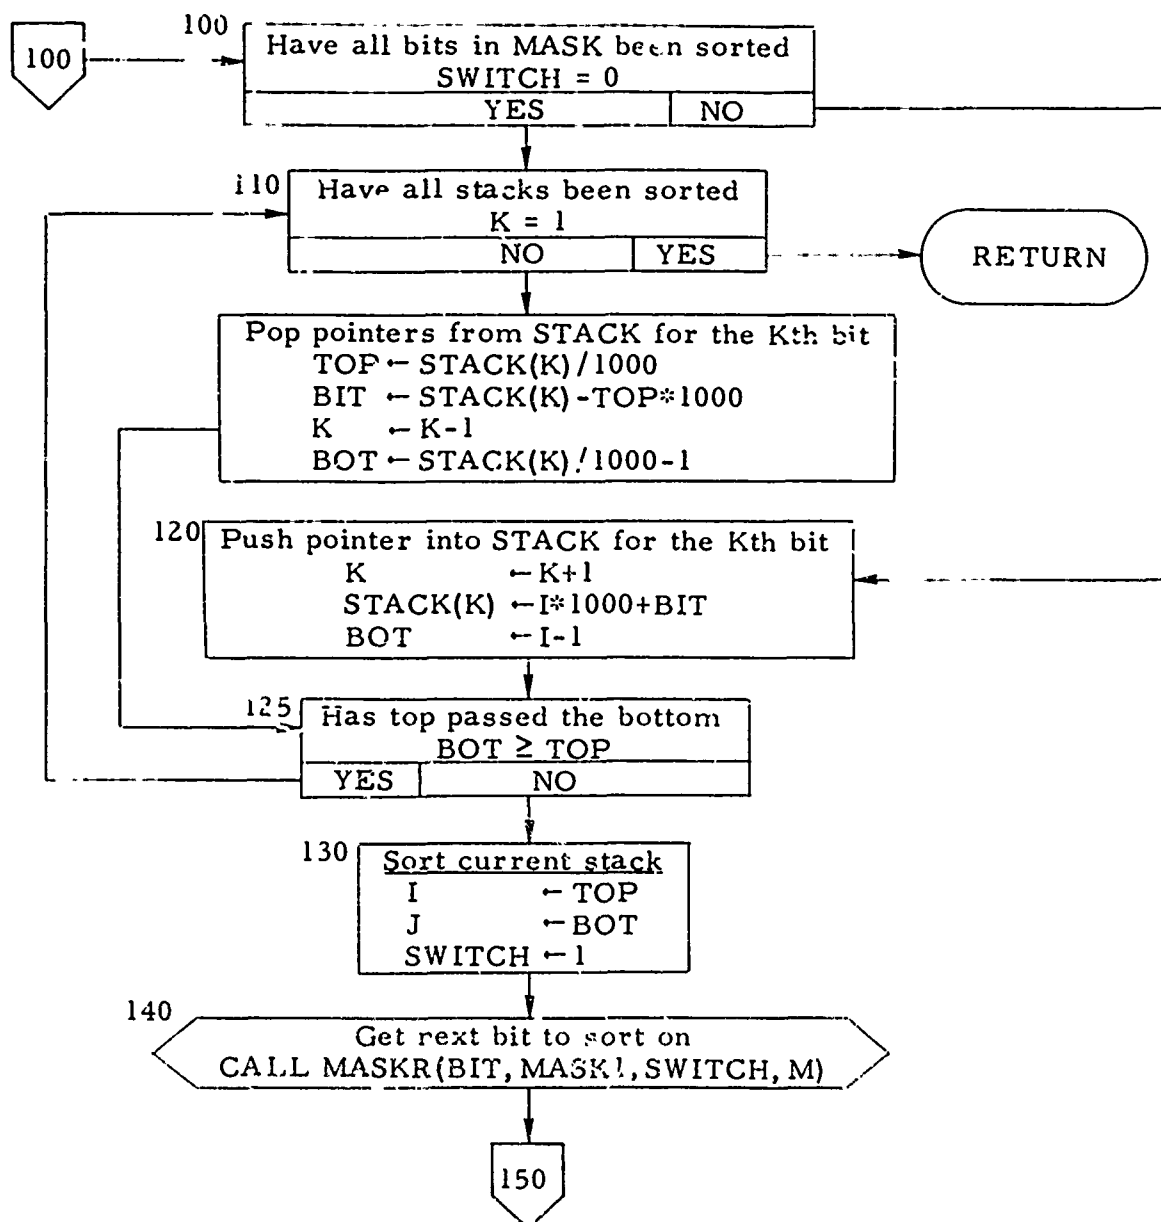 100
100
Have all bits in MASK been sorted
SWITCH = 0
YES NO
110
Have all stacks been sorted
K = 1
NO YES
RETURN
Pop pointers from STACK for the Kth bit
TOP ← STACK(K)/1000
BIT ← STACK(K)-TOP*1000
K ← K-1
BOT ← STACK(K)/1000-1
120
Push pointer into STACK for the Kth bit
K ← K+1
STACK(K) ← I*1000+BIT
BOT ← I-1
125
Has top passed the bottom
BOT ≥ TOP
YES NO
130
Sort current stack
I ← TOP
J ← BOT
SWITCH ← 1
140
Get rext bit to sort on
CALL MASKR(BIT, MASK1, SWITCH, M)
150